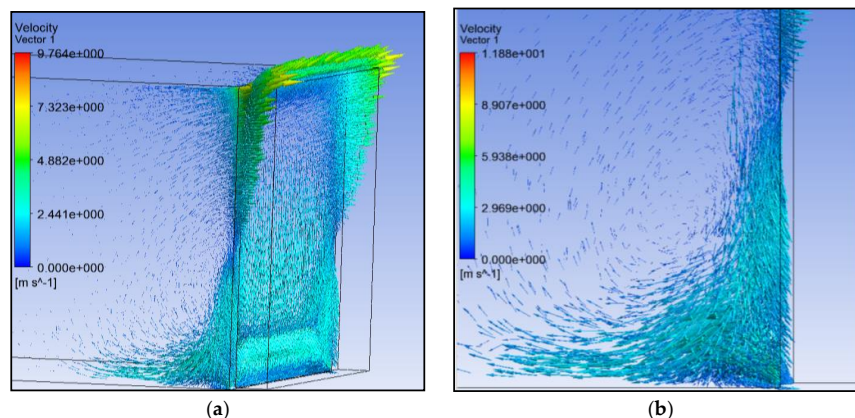 Velocity
Vector 1
9.764e+000
7.323e+000
4.882e+000
2.441e+000
0.000e+000
[m s^-1]
(a)
Velocity
Vector 1
1.188e+001
8.907e+000
5.938e+000
2.969e+000
0.000e+000
[m s^-1]
(b)